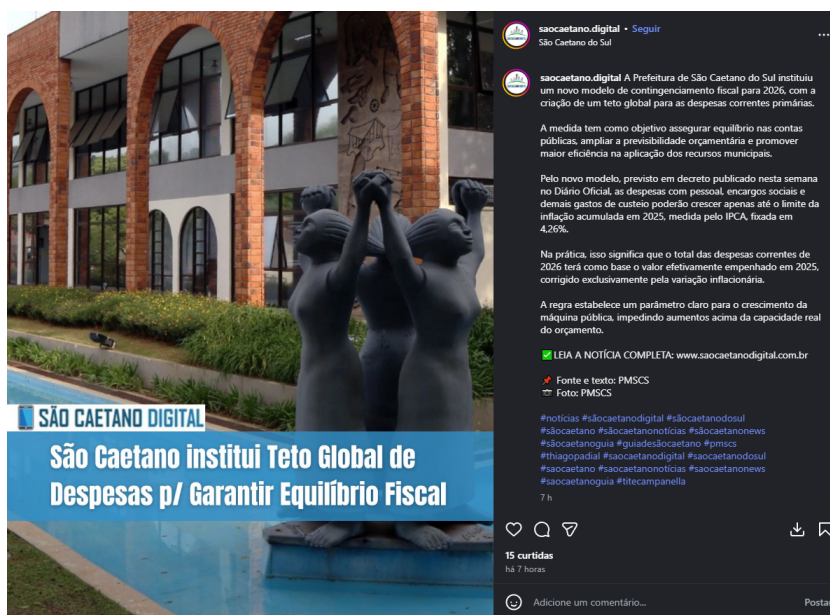 SÃO CAETANO DIGITAL
São Caetano institui Teto Global de
Despesas p/ Garantir Equilíbrio Fiscal
saocaetano.digital • Seguir
São Caetano do Sul
saocaetano.digital A Prefeitura de São Caetano do Sul instituiu
um novo modelo de contingenciamento fiscal para 2026, com a
criação de um teto global para as despesas correntes primárias.
A medida tem como objetivo assegurar equilíbrio nas contas
públicas, ampliar a previsibilidade orçamentária e promover
maior eficiência na aplicação dos recursos municipais.
Pelo novo modelo, previsto em decreto publicado nesta semana
no Diário Oficial, as despesas com pessoal, encargos sociais e
demais gastos de custeio poderão crescer apenas até o limite da
inflação acumulada em 2025, medida pelo IPCA, fixada em
4,26%.
Na prática, isso significa que o total das despesas correntes de
2026 terá como base o valor efetivamente empenhado em 2025,
corrigido exclusivamente pela variação inflacionária.
A regra estabelece um parâmetro claro para o crescimento da
máquina pública, impedindo aumentos acima da capacidade real
do orçamento.
✅ LEIA A NOTÍCIA COMPLETA: www.saocaetanodigital.com.br
📌 Fonte e texto: PMSCS
📸 Foto: PMSCS
#notícias #sãocaetanodigital #sãocaetanodosul
#sãocaetano #sãocaetanonotícias #sãocaetanonews
#sãocaetanoguia #guiadesãocaetano #pmscs
#thiagopadial #saocaetanodigital #saocaetanodosul
#saocaetano #saocaetanonotícias #saocaetanonews
#saocaetanoguia #titecampanella
7 h
15 curtidas
há 7 horas
Adicione um comentário...
Postar